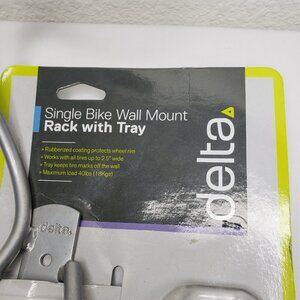 Single Bike Wall Mount
Rack with Tray
• Rubberized coating protects wheel rim
• Works with all tires up to 2.5" wide
• Tray keeps tire marks off the wall
• Maximum load 40lbs (18Kgs)
delta
delta